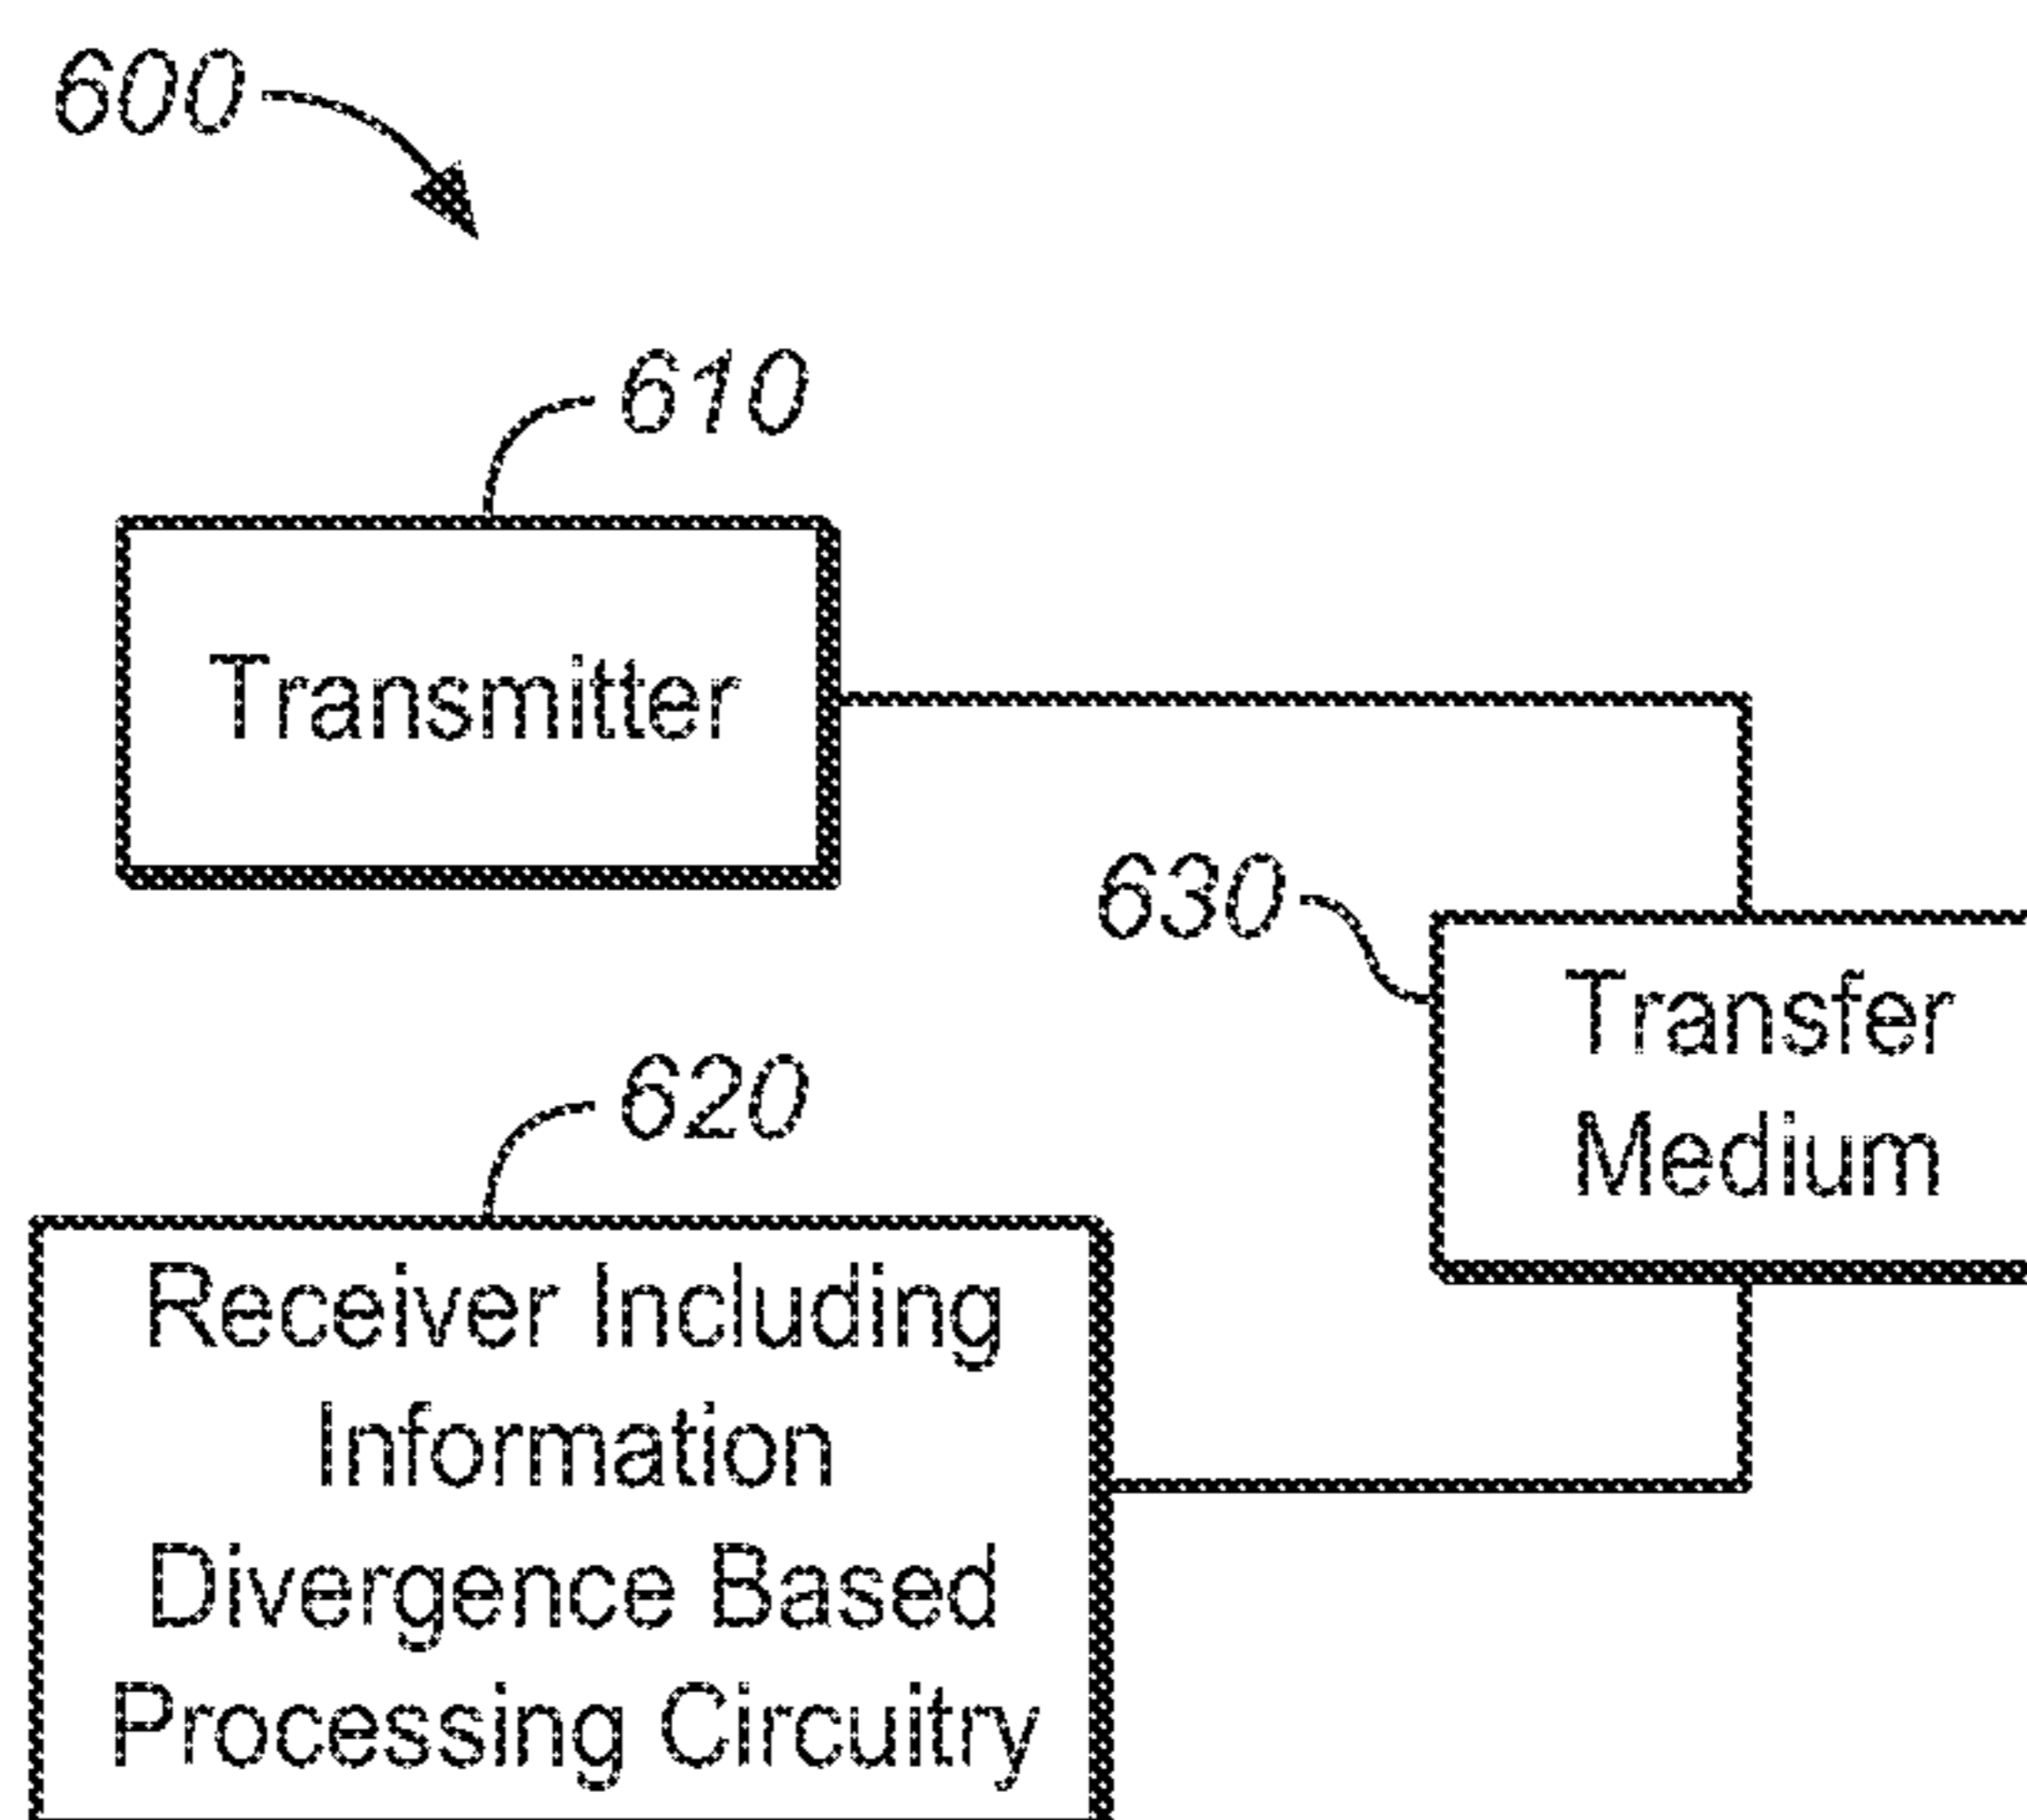 600
610
Transmitter
630
Transfer
Medium
620
Receiver Including
Information
Divergence Based
Processing Circuitry